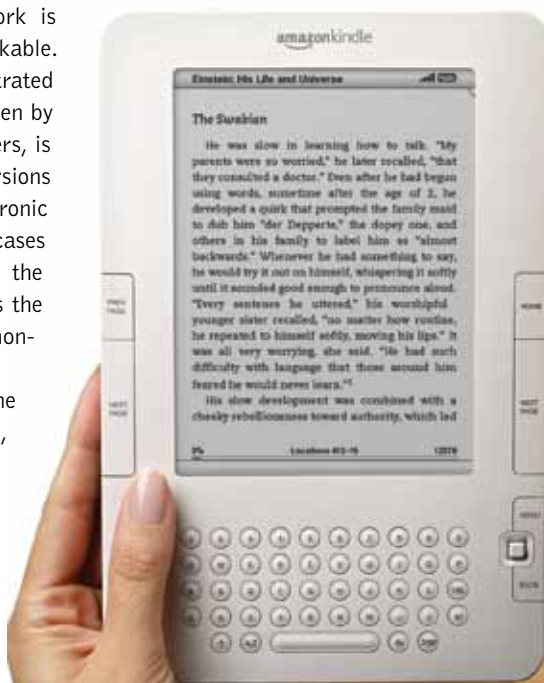 ork is
kable.
trated
en by
ers, is
rsions
ronic
cases
the
s the
mon-
ne
,
amazonkindle
Einstein: His Life and Universe
The Swabian
He was slow in learning how to talk. "My
parents were so worried," he later recalled, "that
they consulted a doctor." Even after he had begun
using words, sometime after the age of 2, he
developed a quirk that prompted the family maid
to dub him "der Depperte," the dopey one, and
others in his family to label him as "almost
backwards." Whenever he had something to say,
he would try it out on himself, whispering it softly
until it sounded good enough to pronounce aloud.
"Every sentence he uttered," his worshipful
younger sister recalled, "no matter how routine,
he repeated to himself softly, moving his lips." It
was all very worrying, she said. "He had such
difficulty with language that those around him
feared he would never learn."
His slow development was combined with a
cheeky rebelliousness toward authority, which led
Locations
PREV
PAGE
NEXT
PAGE
HOME
NEXT
PAGE
MENU
BACK